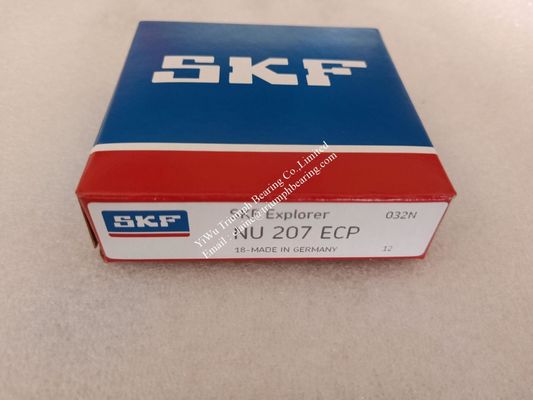 SKF
SKF
SKF Explorer
032N
NU 207 ECP
18-MADE IN GERMANY
12
YiWu Triumph Bearing Co.,Limited